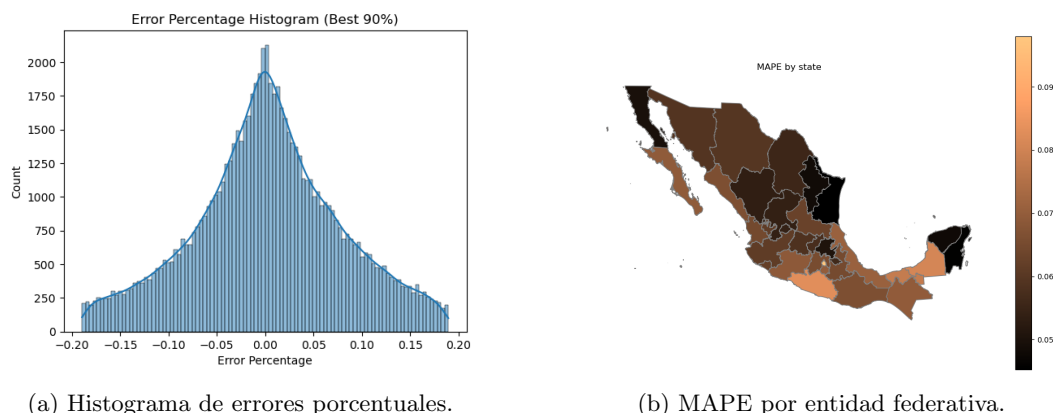 Error Percentage Histogram (Best 90%)
Count
2000
1750
1500
1250
1000
750
500
250
0
−0.20 −0.15 −0.10 −0.05 0.00 0.05 0.10 0.15 0.20
Error Percentage
(a) Histograma de errores porcentuales.
MAPE by state
0.09
0.08
0.07
0.06
0.05
(b) MAPE por entidad federativa.